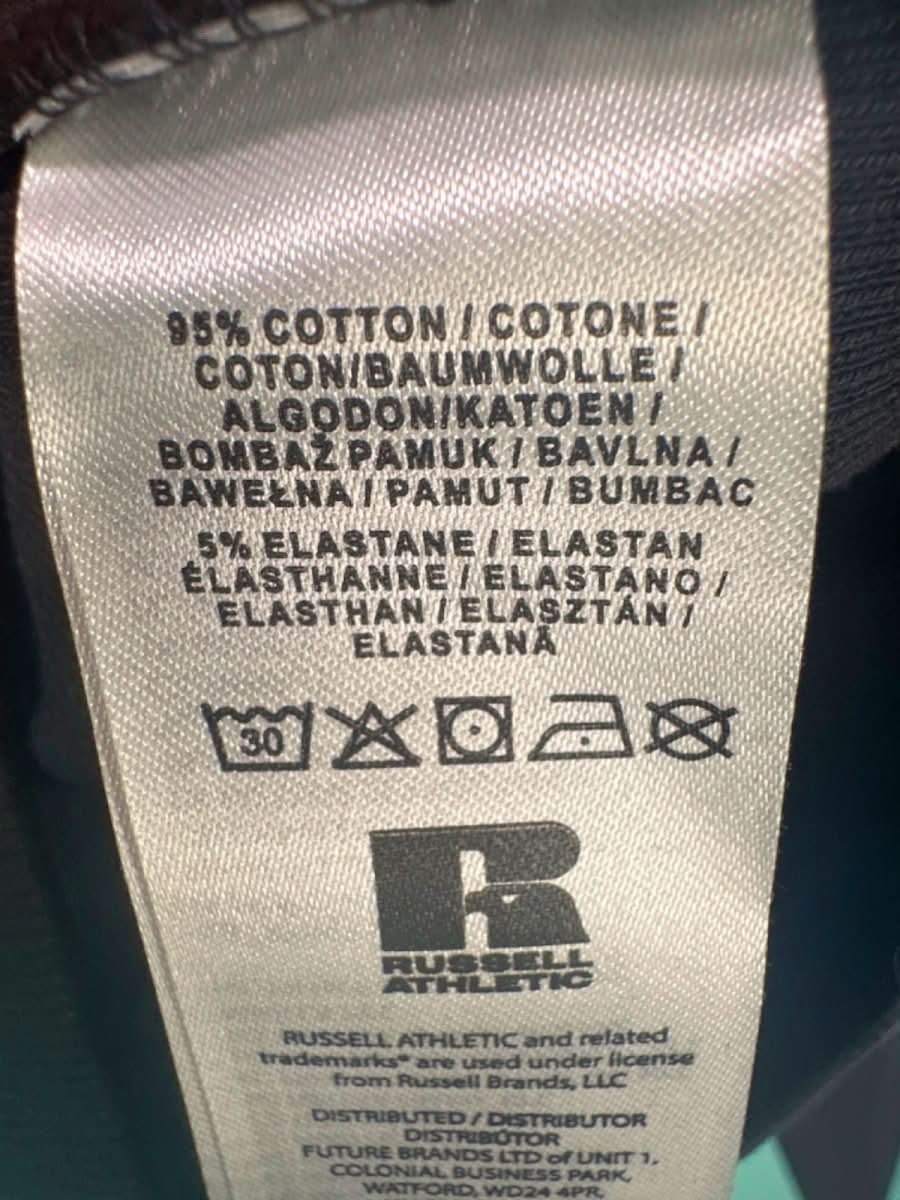 95% COTTON / COTONE /
COTON/BAUMWOLLE /
ALGODON/KATOEN /
BOMBAŽ PAMUK / BAVLNA /
BAWEŁNA / PAMUT / BUMBAC
5% ELASTANE / ELASTAN
ÉLASTHANNE / ELASTANO /
ELASTHAN / ELASZTÁN /
ELASTANĂ
30
R
RUSSELL
ATHLETIC
RUSSELL ATHLETIC and related
trademarks® are used under license
from Russell Brands, LLC
DISTRIBUTED / DISTRIBUTOR
DISTRIBÚTOR
FUTURE BRANDS LTD of UNIT 1,
COLONIAL BUSINESS PARK,
WATFORD, WD24 4PR,